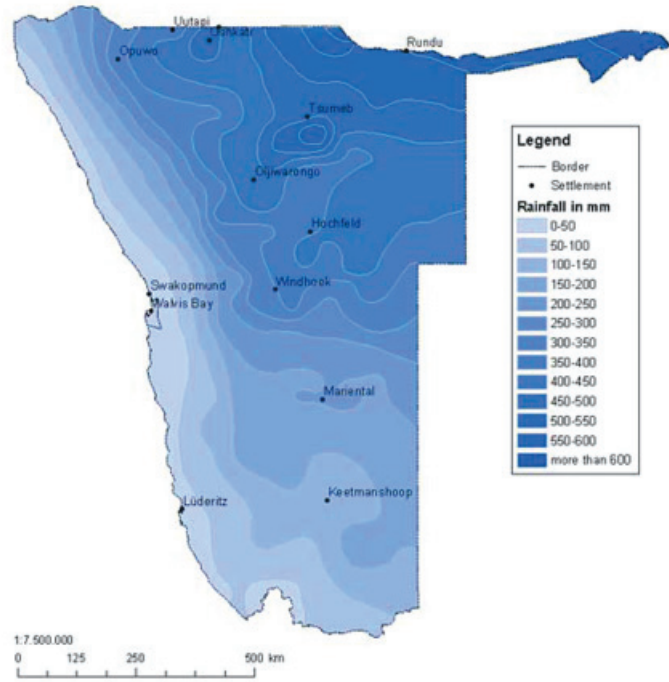 Uutapi
Oshkati
Opuwo
Rundu
Tsumeb
Otjiwarongo
Hochfeld
Swakopmund
Windhoek
Walvis Bay
Mariental
Keetmanshoop
Lüderitz
Legend
Border
Settlement
Rainfall in mm
0-50
50-100
100-150
150-200
200-250
250-300
300-350
350-400
400-450
450-500
500-550
550-600
more than 600
1:7.500.000
0 125 250 500 km